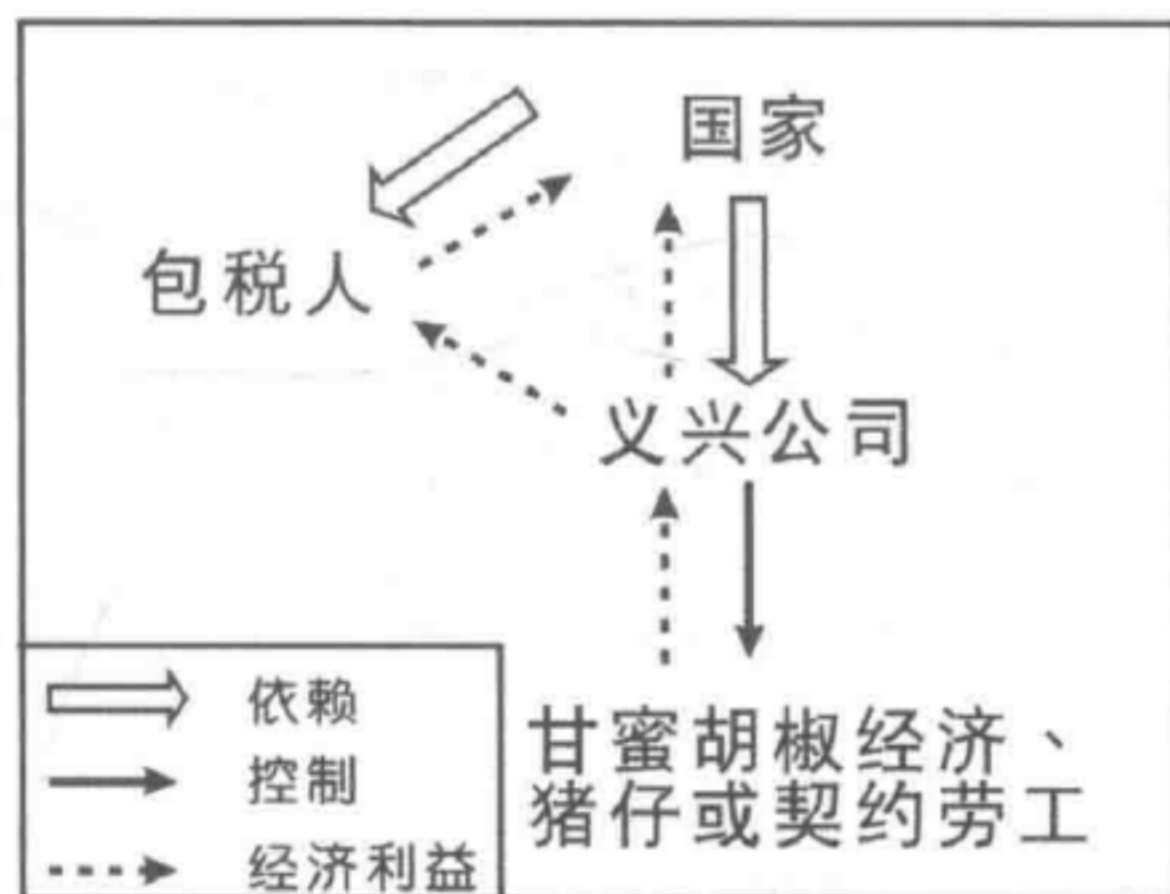 国家
包税人
义兴公司
甘蜜胡椒经济、
猪仔或契约劳工
依赖
控制
经济利益